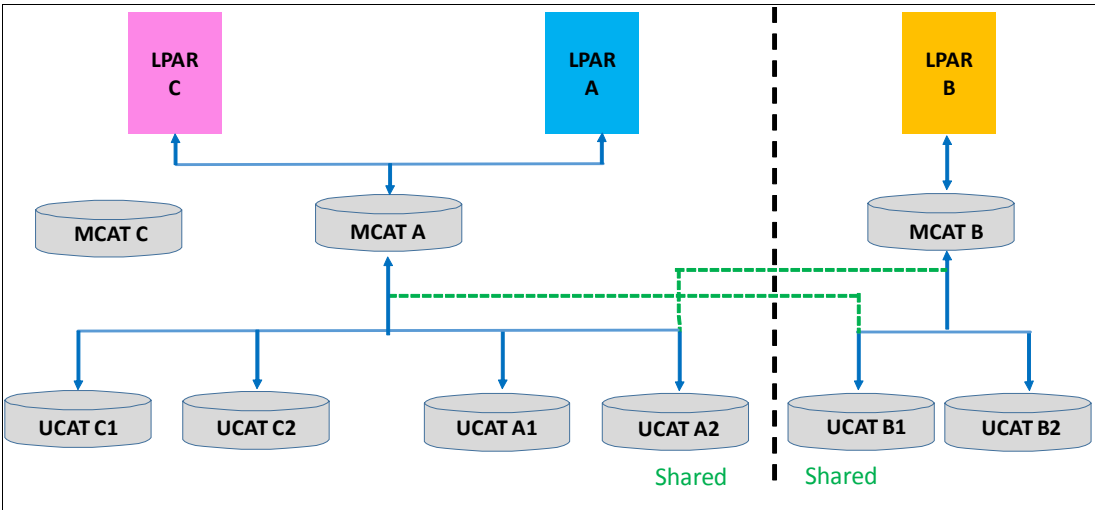 LPAR
C
LPAR
A
LPAR
B
MCAT C
MCAT A
MCAT B
UCAT C1
UCAT C2
UCAT A1
UCAT A2
UCAT B1
UCAT B2
Shared
Shared